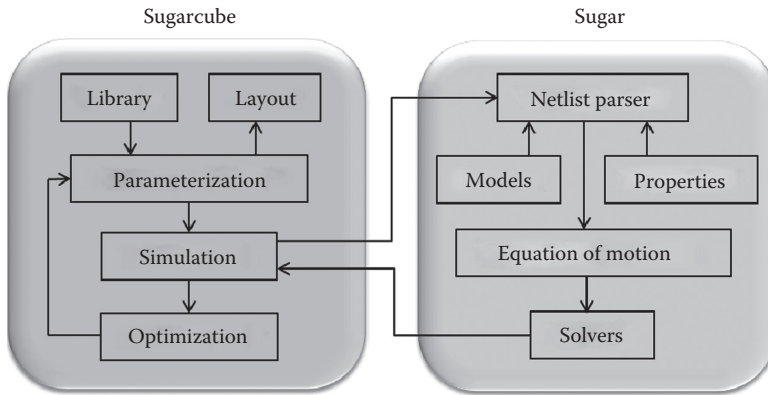 Sugarcube
Sugar
Library
Layout
Parameterization
Simulation
Optimization
Netlist parser
Models
Properties
Equation of motion
Solvers